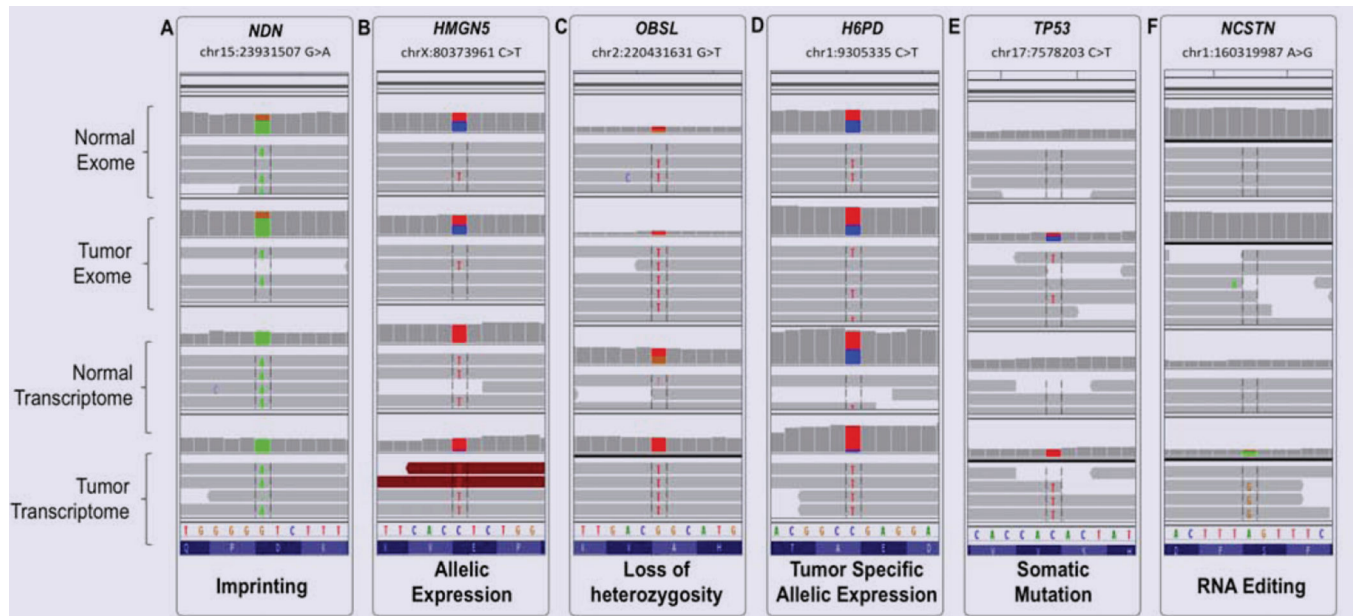 A
NDN
chr15:23931507 G>A
B
HMGN5
chrX:80373961 C>T
C
OBSL
chr2:220431631 G>T
D
H6PD
chr1:9305335 C>T
E
TP53
chr17:7578203 C>T
F
NCSTN
chr1:160319987 A>G
Normal
Exome
Tumor
Exome
Normal
Transcriptome
Tumor
Transcriptome
T G G G G G T C T T T
T T C A C C T C T G G
T T G A C G G C A T G
A C G G C C G A G G A
C A C C A C A C T A T
A C T T T A G T T T C
Imprinting
Allelic
Expression
Loss of
heterozygosity
Tumor Specific
Allelic Expression
Somatic
Mutation
RNA Editing